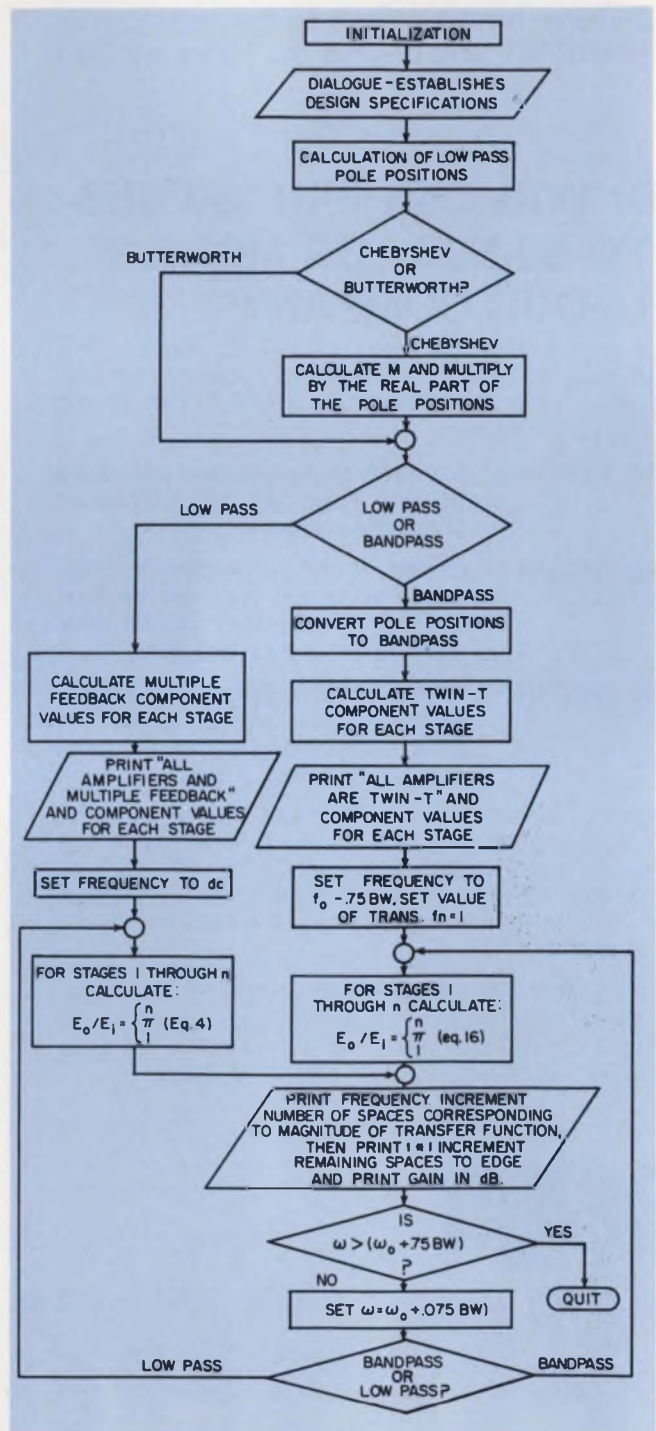 INITIALIZATION
DIALOGUE-ESTABLISHES
DESIGN SPECIFICATIONS
CALCULATION OF LOW PASS
POLE POSITIONS
CHEBYSHEV
OR
BUTTERWORTH?
BUTTERWORTH
CHEBYSHEV
CALCULATE M AND MULTIPLY
BY THE REAL PART OF
THE POLE POSITIONS
LOW PASS
OR
BANDPASS
LOW PASS
BANDPASS
CONVERT POLE POSITIONS
TO BANDPASS
CALCULATE MULTIPLE
FEEDBACK COMPONENT
VALUES FOR EACH STAGE
CALCULATE TWIN-T
COMPONENT VALUES
FOR EACH STAGE
PRINT "ALL
AMPLIFIERS AND
MULTIPLE FEEDBACK"
AND COMPONENT VALUES
FOR EACH STAGE
PRINT "ALL AMPLIFIERS
ARE TWIN-T" AND
COMPONENT VALUES
FOR EACH STAGE
SET FREQUENCY TO dc
SET FREQUENCY TO
f₀ -.75 BW, SET VALUE
OF TRANS. fn = 1
FOR STAGES 1 THROUGH n
CALCULATE:
E₀/Eᵢ = { n
π (Eq. 4)
1
FOR STAGES 1
THROUGH n CALCULATE:
E₀/Eᵢ = { n
π (eq. 16)
1
PRINT FREQUENCY INCREMENT
NUMBER OF SPACES CORRESPONDING
TO MAGNITUDE OF TRANSFER FUNCTION,
THEN PRINT 1 * 1 INCREMENT
REMAINING SPACES TO EDGE
AND PRINT GAIN IN dB.
IS
ω > (ω₀ +.75 BW)
?
YES
QUIT
NO
SET ω=ω₀ +.075 BW)
BANDPASS
OR
LOW PASS?
LOW PASS
BANDPASS